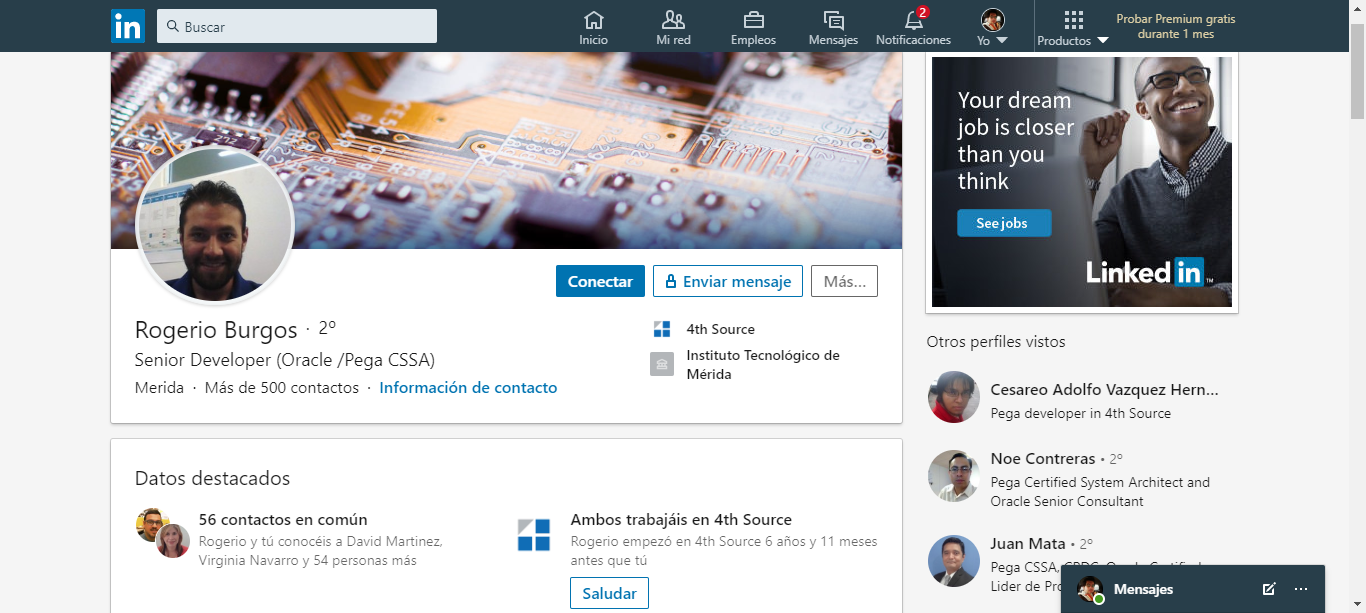 in
Buscar
Inicio
Mi red
Empleos
Mensajes
2
Notificaciones
Yo
Productos
Probar Premium gratis
durante 1 mes
Your dream
job is closer
than you
think
See jobs
Linked in ™
Conectar
Enviar mensaje
Más...
Rogerio Burgos · 2º
Senior Developer (Oracle /Pega CSSA)
Merida · Más de 500 contactos · Información de contacto
4th Source
Instituto Tecnológico de
Mérida
Datos destacados
56 contactos en común
Rogerio y tú conocéis a David Martinez,
Virginia Navarro y 54 personas más
Ambos trabajáis en 4th Source
Rogerio empezó en 4th Source 6 años y 11 meses
antes que tú
Saludar
Otros perfiles vistos
Cesareo Adolfo Vazquez Hern...
Pega developer in 4th Source
Noe Contreras • 2º
Pega Certified System Architect and
Oracle Senior Consultant
Juan Mata • 2º
Pega CSSA,
Lider de
Mensajes
...